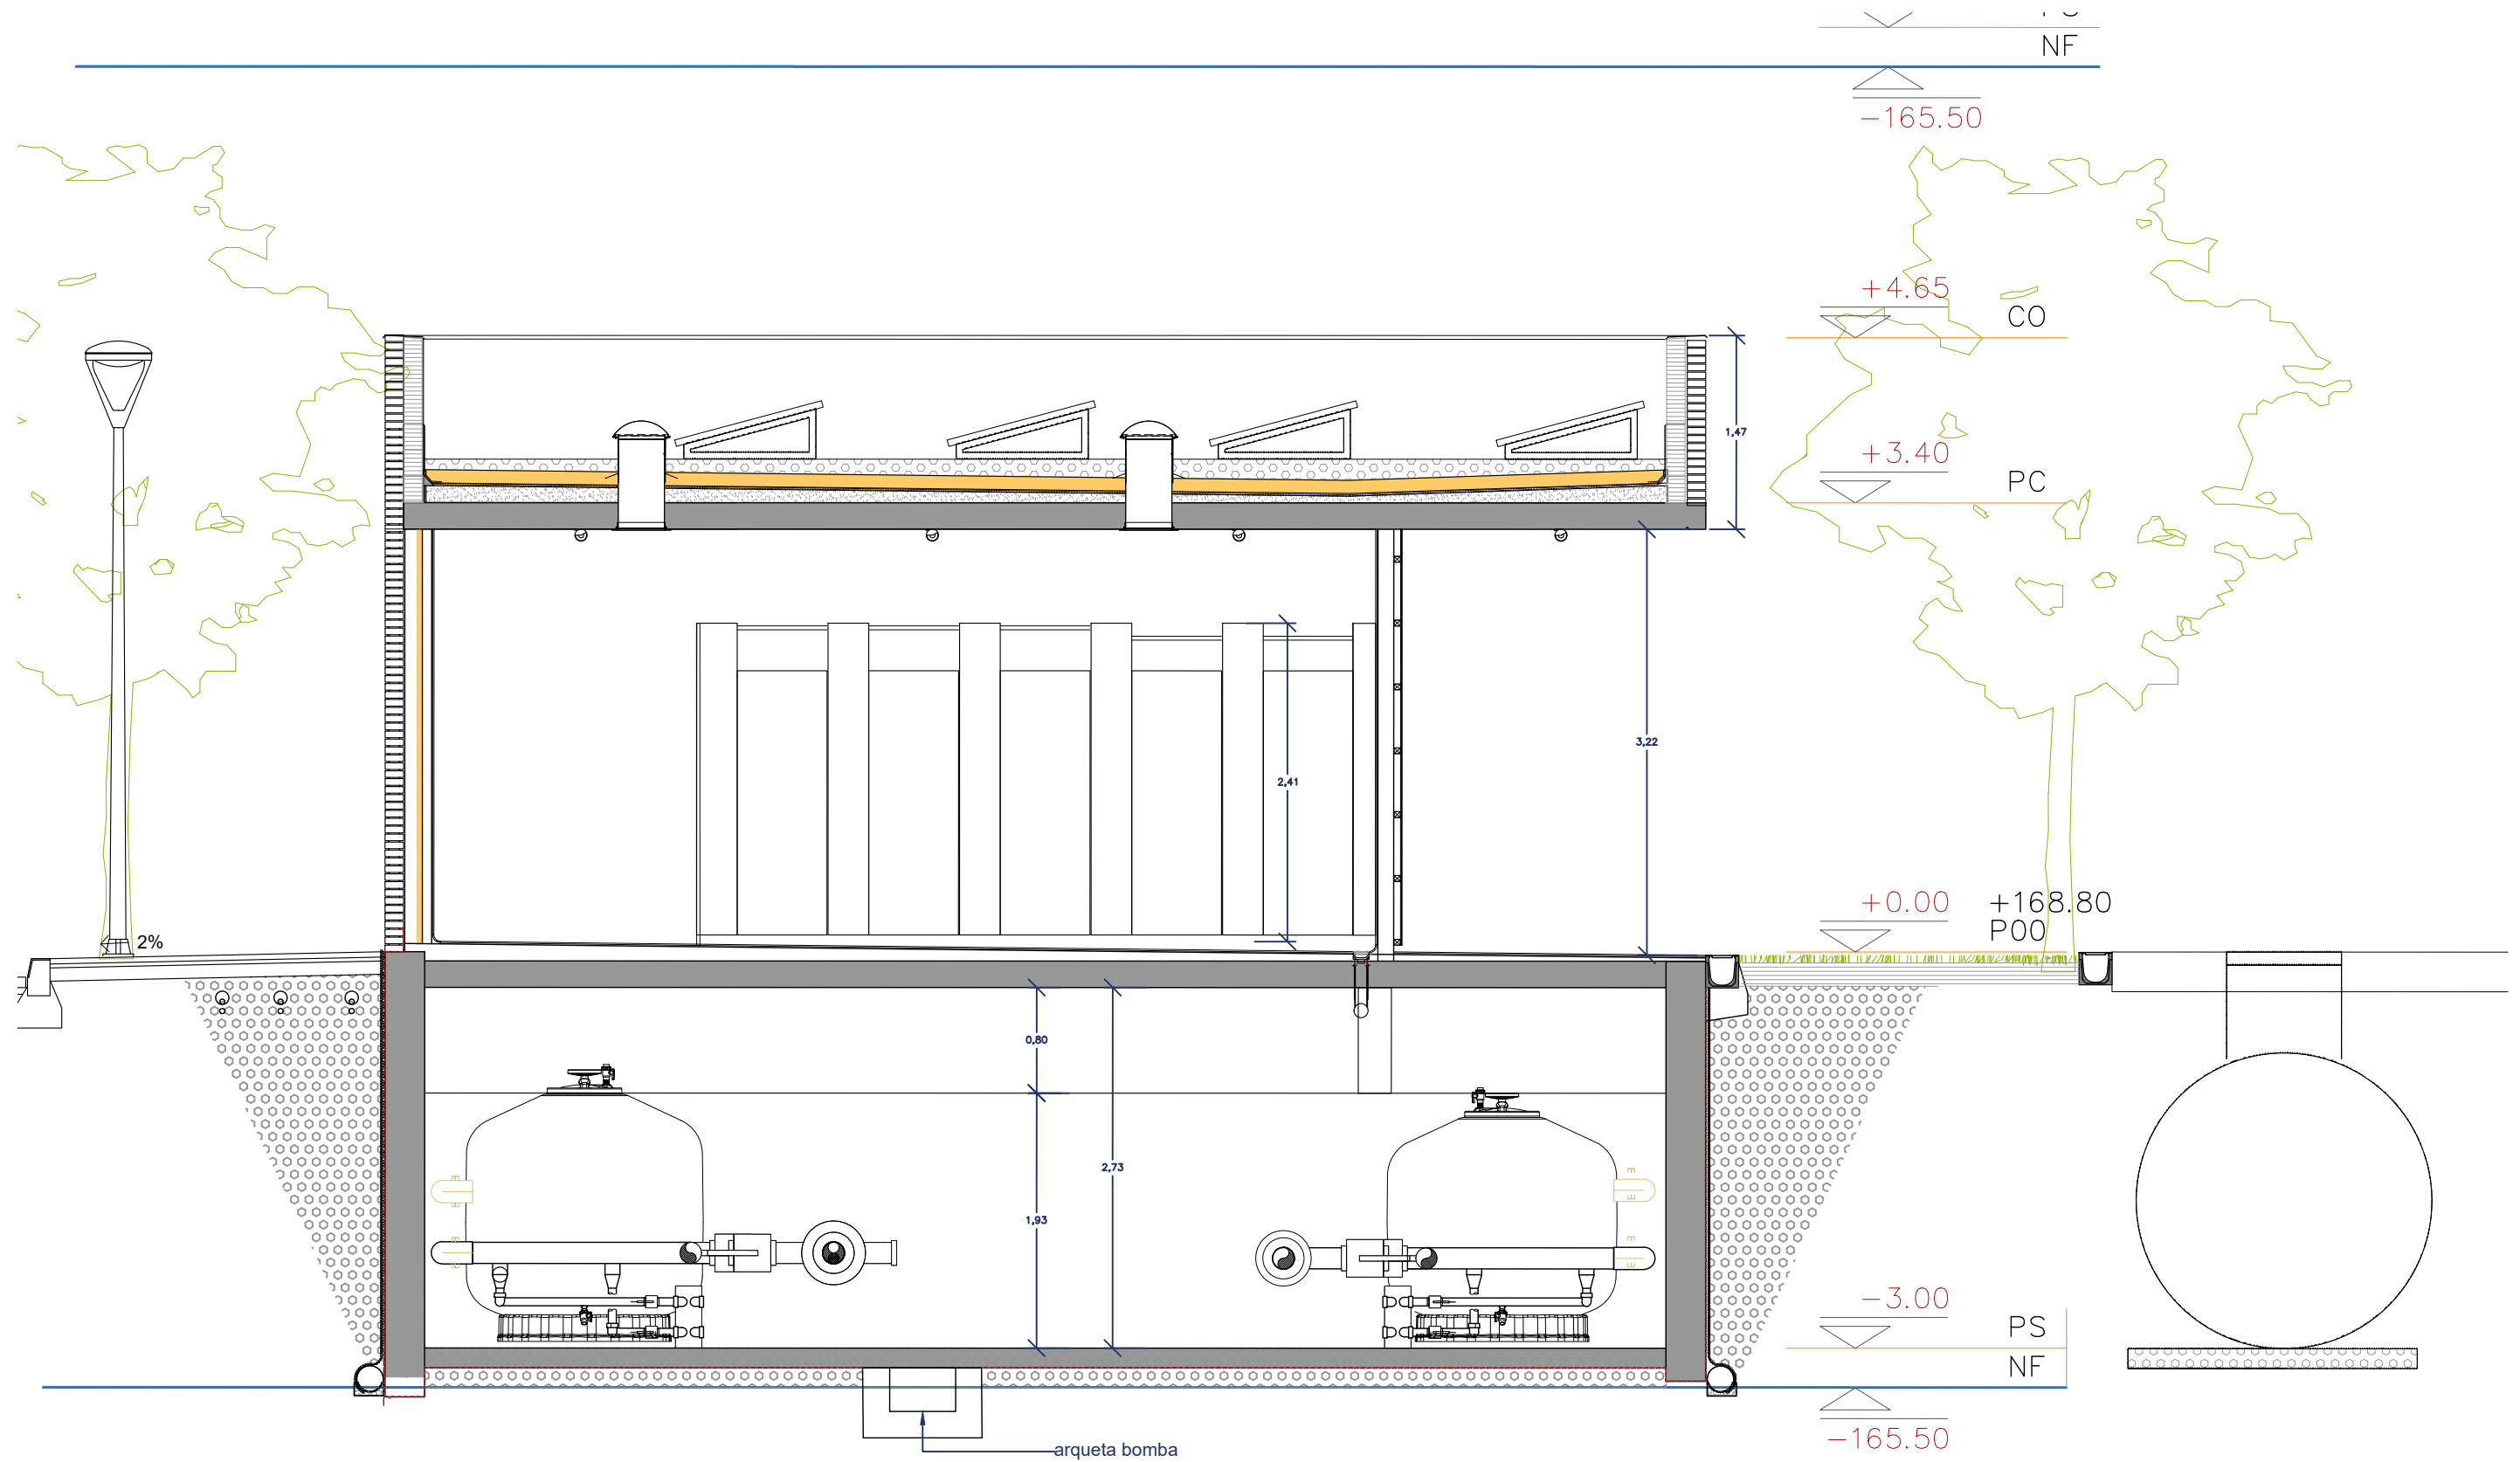 NF
−165.50
+4.65
CO
1,47
+3.40
PC
3,22
2,41
+0.00 +168.80
P00
2%
0,80
2,73
1,93
−3.00
PS
NF
−165.50
arqueta bomba